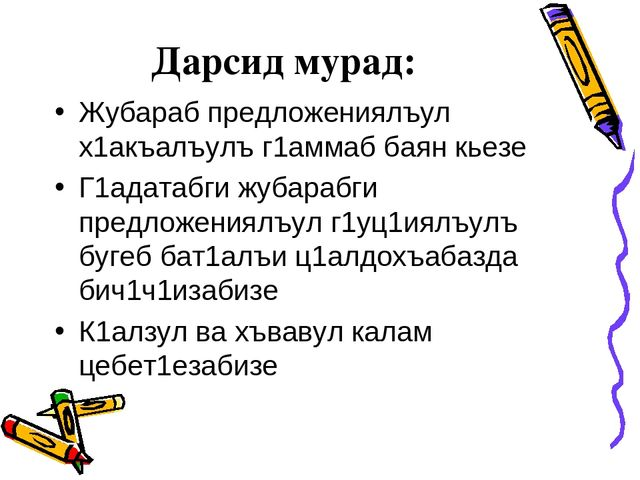 Дарсид мурад:
• Жубараб предложениялъул
х1акъалъулъ г1аммаб баян кьезе
• Г1адатабги жубарабги
предложениялъул г1уц1иялъулъ
бугеб бат1алъи ц1алдохъабазда
бич1ч1изабизе
• К1алзул ва хъвавул калам
цебет1езабизе